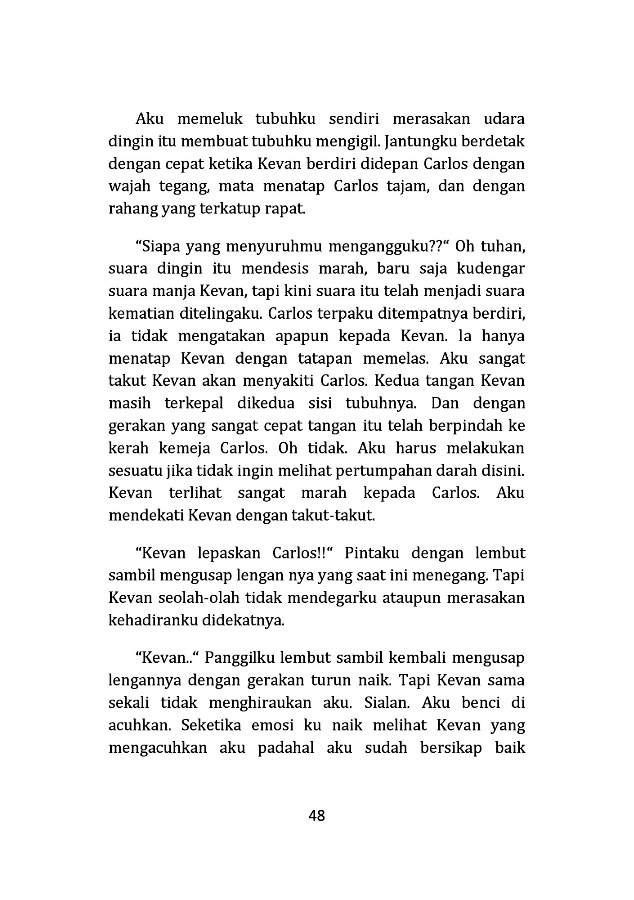 Aku memeluk tubuhku sendiri merasakan udara
dingin itu membuat tubuhku mengigil. Jantungku berdetak
dengan cepat ketika Kevan berdiri didepan Carlos dengan
wajah tegang, mata menatap Carlos tajam, dan dengan
rahang yang terkatup rapat.
“Siapa yang menyuruhmu mengangguku??“ Oh tuhan,
suara dingin itu mendesis marah, baru saja kudengar
suara manja Kevan, tapi kini suara itu telah menjadi suara
kematian ditelingaku. Carlos terpaku ditempatnya berdiri,
ia tidak mengatakan apapun kepada Kevan. Ia hanya
menatap Kevan dengan tatapan memelas. Aku sangat
takut Kevan akan menyakiti Carlos. Kedua tangan Kevan
masih terkepal dikedua sisi tubuhnya. Dan dengan
gerakan yang sangat cepat tangan itu telah berpindah ke
kerah kemeja Carlos. Oh tidak. Aku harus melakukan
sesuatu jika tidak ingin melihat pertumpahan darah disini.
Kevan terlihat sangat marah kepada Carlos. Aku
mendekati Kevan dengan takut-takut.
“Kevan lepaskan Carlos!!“ Pintaku dengan lembut
sambil mengusap lengan nya yang saat ini menegang. Tapi
Kevan seolah-olah tidak mendegarku ataupun merasakan
kehadiranku didekatnya.
“Kevan..“ Panggilku lembut sambil kembali mengusap
lengannya dengan gerakan turun naik. Tapi Kevan sama
sekali tidak menghiraukan aku. Sialan. Aku benci di
acuhkan. Seketika emosi ku naik melihat Kevan yang
mengacuhkan aku padahal aku sudah bersikap baik
48